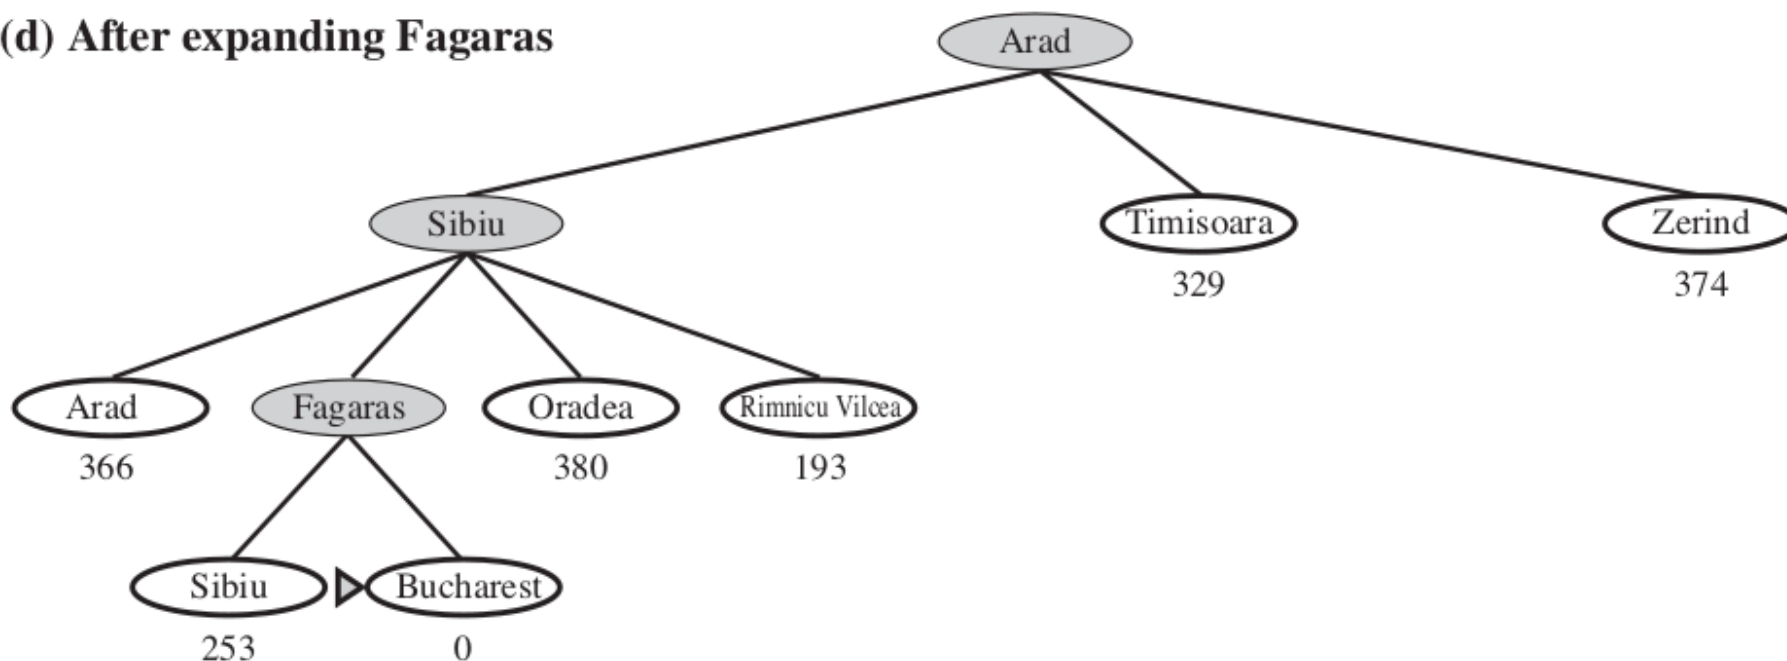 (d) After expanding Fagaras
Arad
Sibiu
Timisoara
Zerind
329
374
Arad
Fagaras
Oradea
Rimnicu Vilcea
366
380
193
Sibiu
Bucharest
253
0